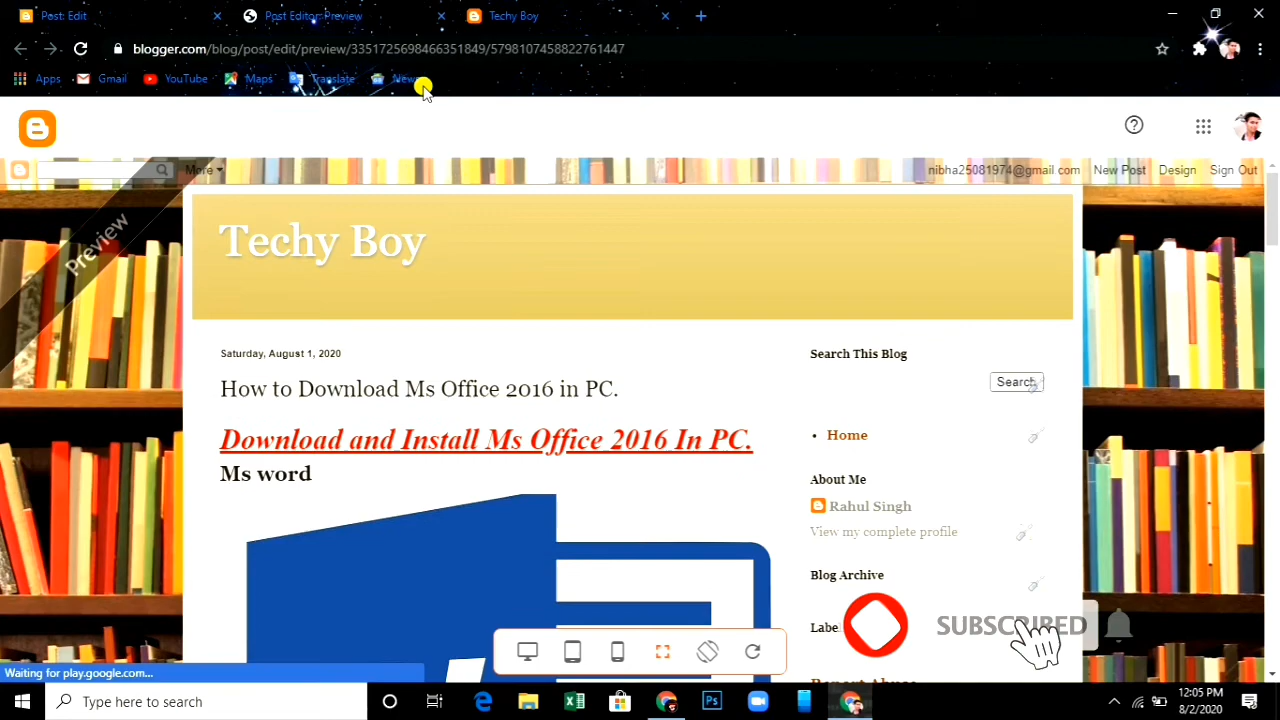 Post: Edit
Post Editor: Preview
Techy Boy
blogger.com/blog/post/edit/preview/3351725698466351849/5798107458822761447
Apps
Gmail
YouTube
Maps
Translate
News
More
nibha25081974@gmail.com
New Post
Design
Sign Out
Preview
Techy Boy
Saturday, August 1, 2020
How to Download Ms Office 2016 in PC.
Download and Install Ms Office 2016 In PC.
Ms word
Search This Blog
Search
Home
About Me
Rahul Singh
View my complete profile
Blog Archive
Label
SUBSCRIBED
Report Abuse
Waiting for play.google.com...
Type here to search
12:05 PM
8/2/2020